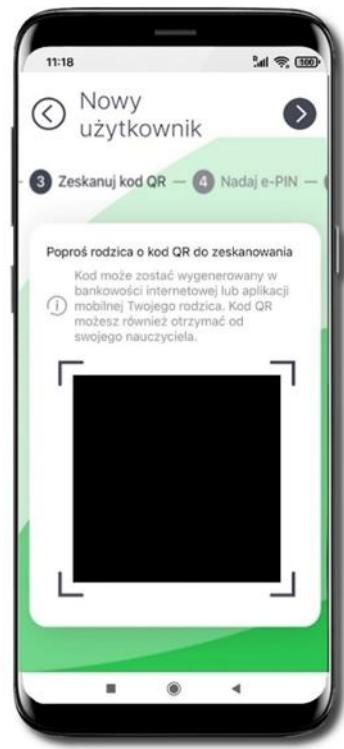 11:18
100
Nowy
użytkownik
3 Zeskanuj kod QR — 4 Nadaj e-PIN —
Poproś rodzica o kod QR do zeskanowania
Kod może zostać wygenerowany w
bankowości internetowej lub aplikacji
mobilnej Twojego rodzica. Kod QR
możesz również otrzymać od
swojego nauczyciela.